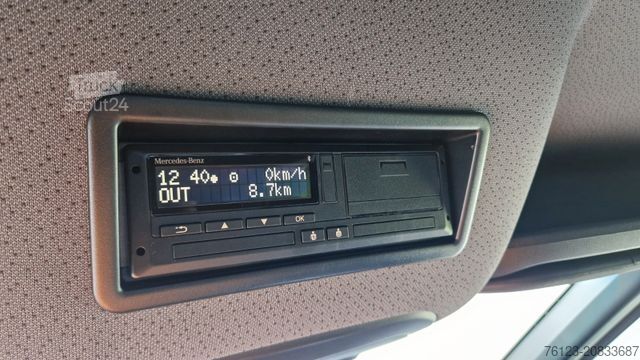 Truck
Scout24
Mercedes-Benz
12 40 0km/h
OUT 8.7km
OK
76123-20833687